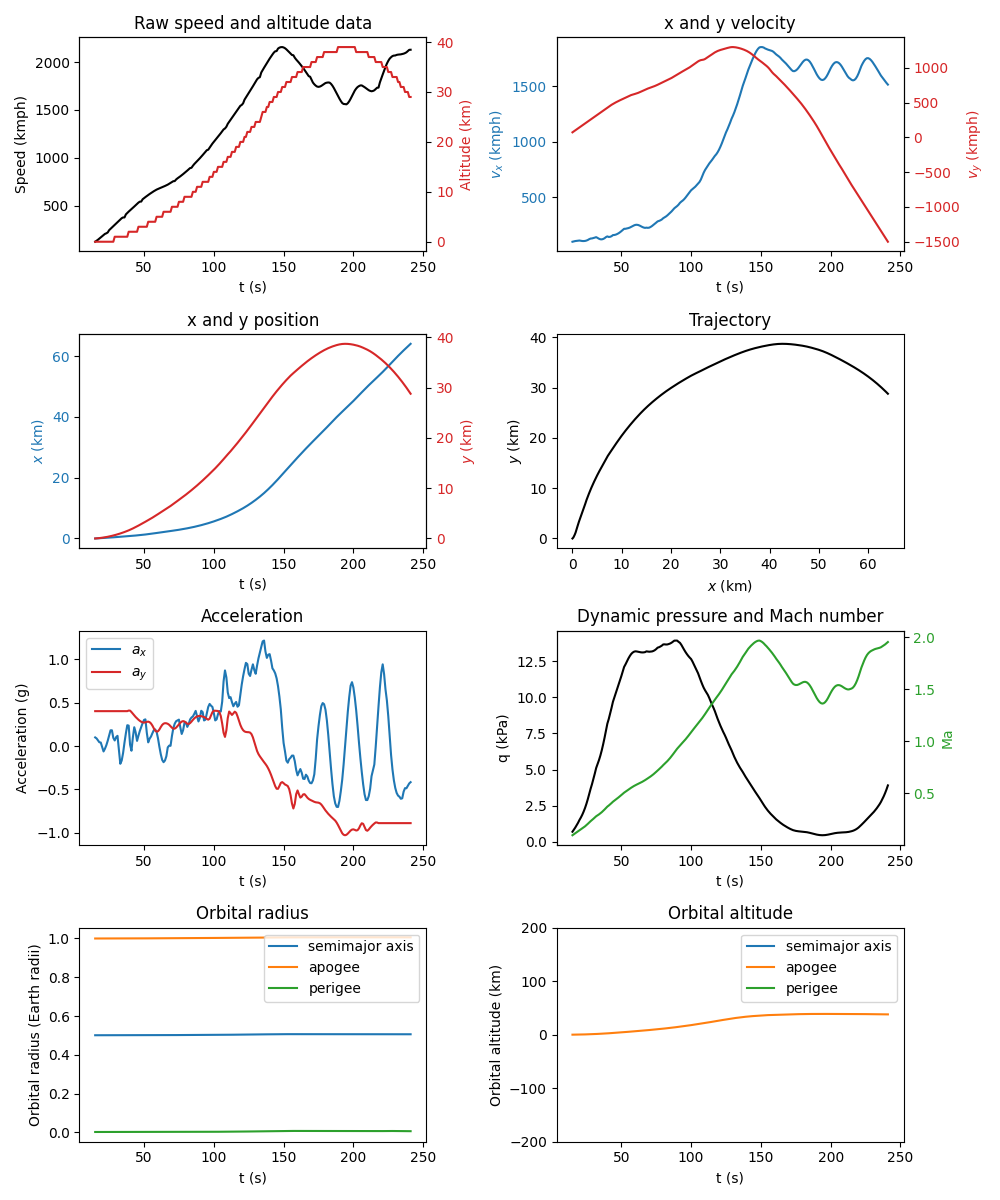 Raw speed and altitude data
Speed (kmph)
2000
1500
1000
500
40
30
20
10
0
Altitude (km)
50 100 150 200 250
t (s)
x and y velocity
v_x (kmph)
1500
1000
500
1000
500
0
−500
−1000
−1500
v_y (kmph)
50 100 150 200 250
t (s)
x and y position
x (km)
60
40
20
0
40
30
20
10
0
y (km)
50 100 150 200 250
t (s)
Trajectory
y (km)
40
30
20
10
0
0 10 20 30 40 50 60
x (km)
Acceleration
Acceleration (g)
1.0
0.5
0.0
−0.5
−1.0
a_x
a_y
50 100 150 200 250
t (s)
Dynamic pressure and Mach number
q (kPa)
12.5
10.0
7.5
5.0
2.5
0.0
2.0
1.5
1.0
0.5
Ma
50 100 150 200 250
t (s)
Orbital radius
Orbital radius (Earth radii)
1.0
0.8
0.6
0.4
0.2
0.0
semimajor axis
apogee
perigee
50 100 150 200 250
t (s)
Orbital altitude
Orbital altitude (km)
200
100
0
−100
−200
semimajor axis
apogee
perigee
50 100 150 200 250
t (s)